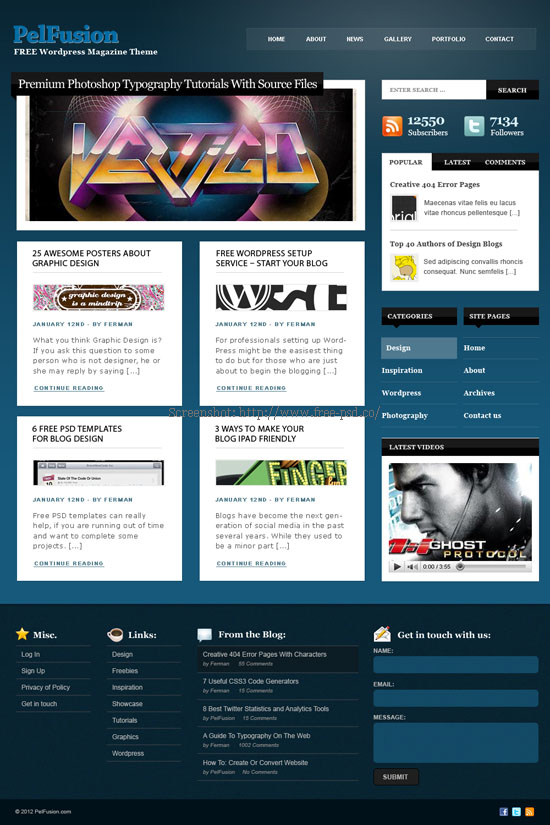 PelFusion
FREE Wordpress Magazine Theme
HOME ABOUT NEWS GALLERY PORTFOLIO CONTACT
Premium Photoshop Typography Tutorials With Source Files
VERTIGO
ENTER SEARCH ... SEARCH
12550
Subscribers
7134
Followers
POPULAR LATEST COMMENTS
Creative 404 Error Pages
Maecenas vitae felis eu lacus
vitae rhoncus pellentesque [...]
Top 40 Authors of Design Blogs
Sed adipiscing convallis rhoncis
consequat. Nunc semfelis [...]
25 AWESOME POSTERS ABOUT
GRAPHIC DESIGN
graphic design
is a mindtrip
JANUARY 12ND - BY FERMAN
What you think Graphic Design is?
If you ask this question to some
person who is not designer, he or
she may reply by saying [...]
CONTINUE READING
FREE WORDPRESS SETUP
SERVICE – START YOUR BLOG
JANUARY 12ND - BY FERMAN
For professionals setting up Word-
Press might be the easisest thing
to do but for those who are just
about to begin the blogging [...]
CONTINUE READING
CATEGORIES
Design
Inspiration
Wordpress
Photography
SITE PAGES
Home
About
Archives
Contact us
Screenshot: http://www.free-psd.co/
6 FREE PSD TEMPLATES
FOR BLOG DESIGN
State Of The Code Or Union
JANUARY 12ND - BY FERMAN
Free PSD templates can really
help, if you are running out of time
and want to complete some
projects. [...]
CONTINUE READING
3 WAYS TO MAKE YOUR
BLOG IPAD FRIENDLY
FINGER
JANUARY 12ND - BY FERMAN
Blogs have become the next gen-
eration of social media in the past
several years. While they used to
be a minor part [...]
CONTINUE READING
LATEST VIDEOS
GHOST
PROTOCOL
0:00 / 3:55
Misc.
Log In
Sign Up
Privacy of Policy
Get in touch
Links:
Design
Freebies
Inspiration
Showcase
Tutorials
Graphics
Wordpress
From the Blog:
Creative 404 Error Pages With Characters
by Ferman 55 Comments
7 Useful CSS3 Code Generators
by Ferman 15 Comments
8 Best Twitter Statistics and Analytics Tools
by PelFusion 15 Comments
A Guide To Typography On The Web
by Ferman 1002 Comments
How To: Create Or Convert Website
by PelFusion No Comments
Get in touch with us:
NAME:
EMAIL:
MESSAGE:
SUBMIT
© 2012 PelFusion.com